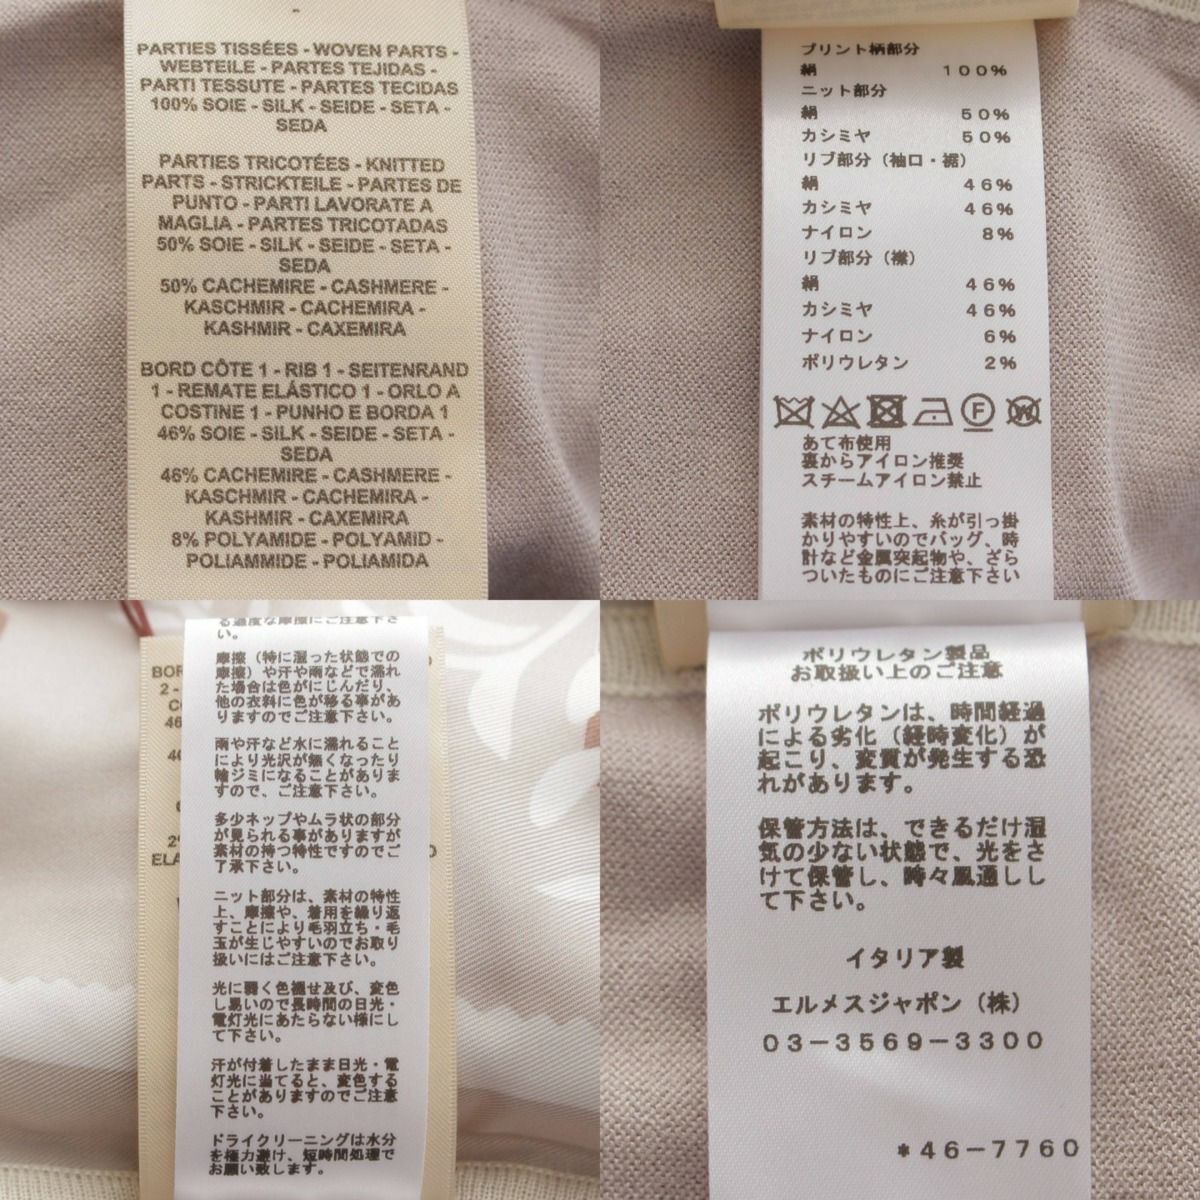 PARTIES TISSÉES - WOVEN PARTS -
WEBTEILE - PARTES TEJIDAS -
PARTI TESSUTE - PARTES TECIDAS
100% SOIE - SILK - SEIDE - SETA -
SEDA
PARTIES TRICOTÉES - KNITTED
PARTS - STRICKTEILE - PARTES DE
PUNTO - PARTI LAVORATE A
MAGLIA - PARTES TRICOTADAS
50% SOIE - SILK - SEIDE - SETA -
SEDA
50% CACHEMIRE - CASHMERE -
KASCHMIR - CACHEMIRA -
KASHMIR - CAXEMIRA
BORD CÔTE 1 - RIB 1 - SEITENRAND
1 - REMATE ELÁSTICO 1 - ORLO A
COSTINE 1 - PUNHO E BORDA 1
46% SOIE - SILK - SEIDE - SETA -
SEDA
46% CACHEMIRE - CASHMERE -
KASCHMIR - CACHEMIRA -
KASHMIR - CAXEMIRA
8% POLYAMIDE - POLYAMID -
POLIAMMIDE - POLIAMIDA
プリント柄部分
絹 100%
ニット部分
絹 50%
カシミヤ 50%
リブ部分（袖口・裾）
絹 46%
カシミヤ 46%
ナイロン 8%
リブ部分（襟）
絹 46%
カシミヤ 46%
ナイロン 6%
ポリウレタン 2%
F W
あて布使用
裏からアイロン推奨
スチームアイロン禁止
素材の特性上、糸が引っ掛
かりやすいのでバッグ、時
計など金属突起物や、ざら
ついたものにご注意下さい
る過度な摩擦にご注意下さ
い。
摩擦（特に湿った状態での
摩擦）や汗や雨などで濡れ
た場合は色がにじんだり、
他の衣料に色が移る事があ
りますのでご注意下さい。
雨や汗など水に濡れること
により光沢が無くなったり
輪ジミになることがありま
すので、ご注意下さい。
多少ネップやムラ状の部分
が見られる事がありますが
素材の持つ特性ですのでご
了承下さい。
ニット部分は、素材の特性
上、摩擦や、着用を繰り返
すことにより毛羽立ち・毛
玉が生じやすいのでお取り
扱いにはご注意下さい。
光に弱く色褪せ及び、変色
し易いので長時間の日光・
電灯光にあたらない様にし
て下さい。
汗が付着したまま日光・電
灯光に当てると、変色する
ことがありますのでご注意
下さい。
ドライクリーニングは水分
を極力避け、短時間処理で
お願い致します。
BOR
2 -
46
2
ELA
ポリウレタン製品
お取扱い上のご注意
ポリウレタンは、時間経過
による劣化（経時変化）が
起こり、変質が発生する恐
れがあります。
保管方法は、できるだけ湿
気の少ない状態で、光をさ
けて保管し、時々風通しし
て下さい。
イタリア製
エルメスジャポン（株）
03-3569-3300
*46-7760